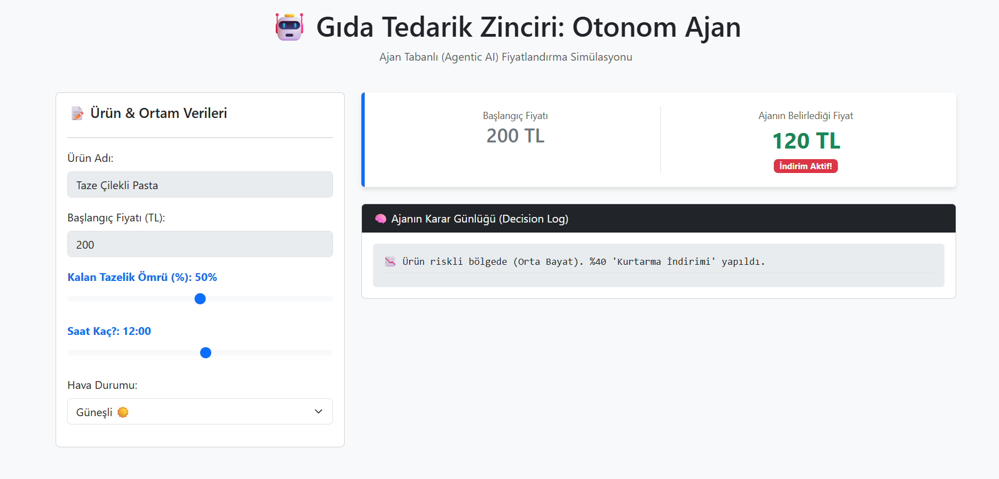 Gıda Tedarik Zinciri: Otonom Ajan
Ajan Tabanlı (Agentic AI) Fiyatlandırma Simülasyonu
Ürün & Ortam Verileri
Ürün Adı:
Taze Çilekli Pasta
Başlangıç Fiyatı (TL):
200
Kalan Tazelik Ömrü (%): 50%
Saat Kaç?: 12:00
Hava Durumu:
Güneşli
Başlangıç Fiyatı
200 TL
Ajanın Belirlediği Fiyat
120 TL
İndirim Aktif!
Ajanın Karar Günlüğü (Decision Log)
Ürün riskli bölgede (Orta Bayat). %40 'Kurtarma İndirimi' yapıldı.